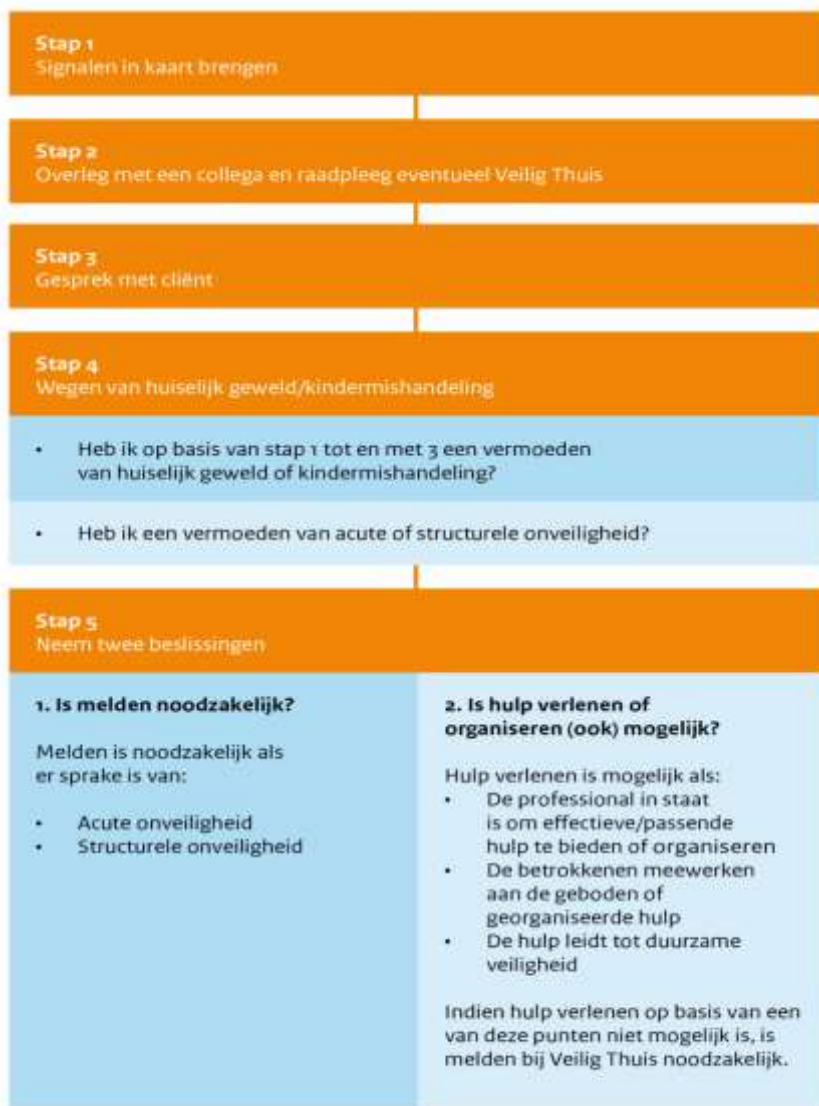 Stap 1
Signalen in kaart brengen
Stap 2
Overleg met een collega en raadpleeg eventueel Veilig Thuis
Stap 3
Gesprek met cliënt
Stap 4
Wegen van huiselijk geweld/kindermishandeling
• Heb ik op basis van stap 1 tot en met 3 een vermoeden
van huiselijk geweld of kindermishandeling?
• Heb ik een vermoeden van acute of structurele onveiligheid?
Stap 5
Neem twee beslissingen
1. Is melden noodzakelijk?
Melden is noodzakelijk als
er sprake is van:
• Acute onveiligheid
• Structurele onveiligheid
2. Is hulp verlenen of
organiseren (ook) mogelijk?
Hulp verlenen is mogelijk als:
• De professional in staat
is om effectieve/passende
hulp te bieden of organiseren
• De betrokkenen meewerken
aan de geboden of
georganiseerde hulp
• De hulp leidt tot duurzame
veiligheid
Indien hulp verlenen op basis van een
van deze punten niet mogelijk is, is
melden bij Veilig Thuis noodzakelijk.